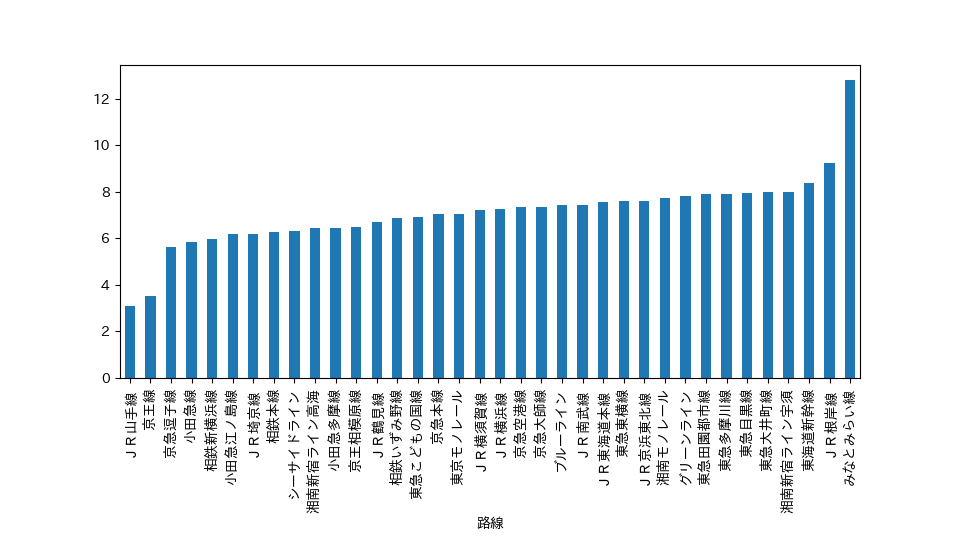 12
10
8
6
4
2
0
ＪＲ山手線
京王線
京急逗子線
小田急線
相鉄新横浜線
小田急江ノ島線
ＪＲ埼京線
相鉄本線
シーサイドライン
湘南新宿ライン高海
小田急多摩線
京王相模原線
ＪＲ鶴見線
相鉄いずみ野線
東急こどもの国線
京急本線
東京モノレール
ＪＲ横須賀線
ＪＲ横浜線
京急空港線
京急大師線
ブルーライン
ＪＲ南武線
ＪＲ東海道本線
東急東横線
ＪＲ京浜東北線
湘南モノレール
グリーンライン
東急田園都市線
東急多摩川線
東急目黒線
東急大井町線
湘南新宿ライン宇須
東海道新幹線
ＪＲ根岸線
みなとみらい線
路線